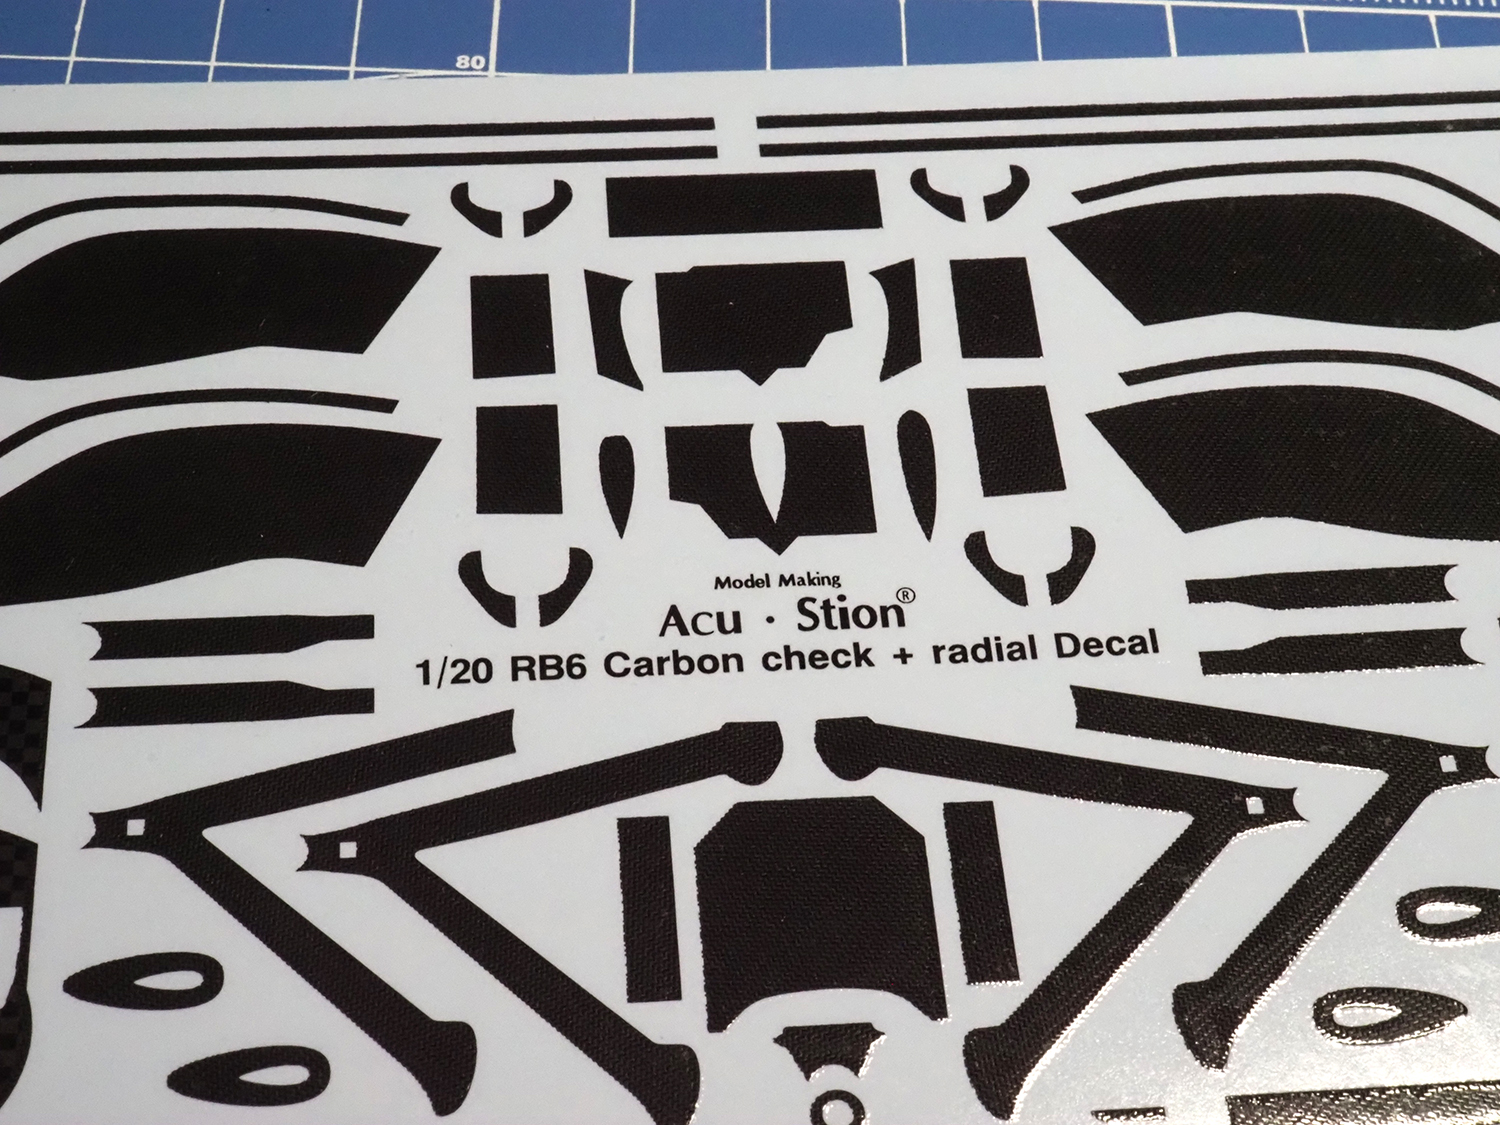 80
Model Making
Acu · Stion®
1/20 RB6 Carbon check + radial Decal